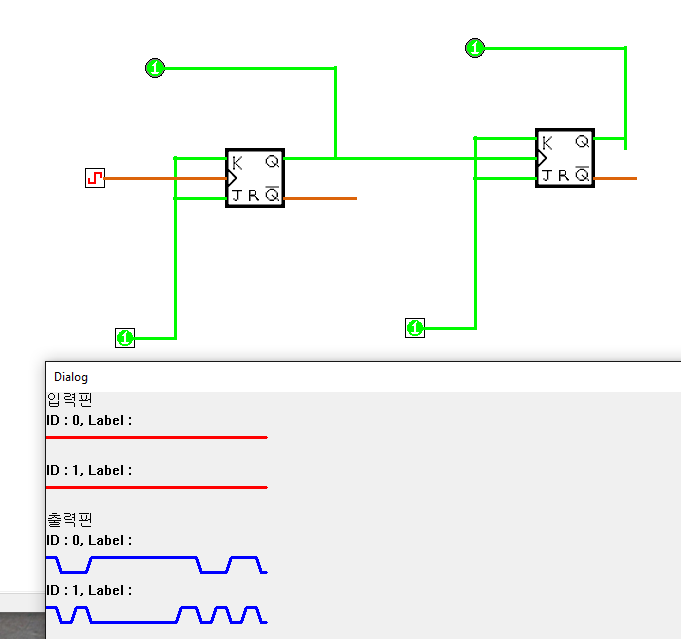 1
1
K Q
J R Q̅
K Q
J R Q̅
1
1
Dialog
입력핀
ID : 0, Label :
ID : 1, Label :
출력핀
ID : 0, Label :
ID : 1, Label :